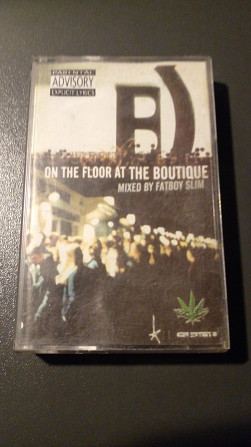 PARENTAL
ADVISORY
EXPLICIT LYRICS
B)
ON THE FLOOR AT THE BOUTIQUE
MIXED BY FATBOY SLIM